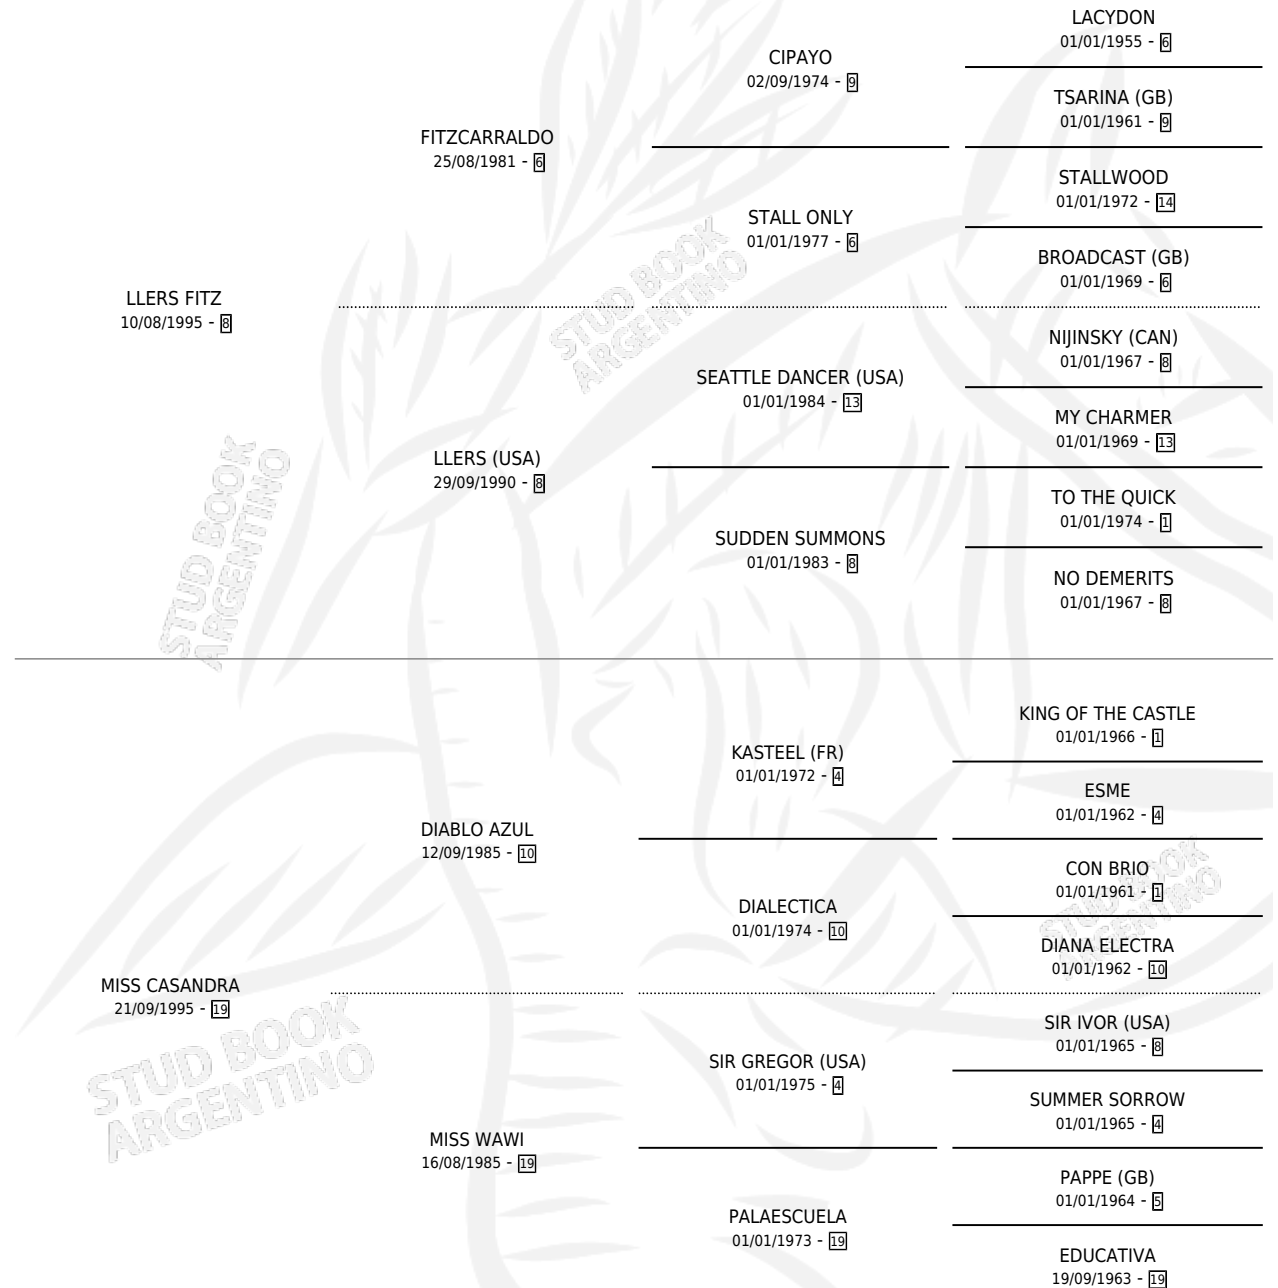 LACYDON
01/01/1955 - 6
CIPAYO
02/09/1974 - 9
TSARINA (GB)
01/01/1961 - 9
FITZCARRALDO
25/08/1981 - 6
STALLWOOD
01/01/1972 - 14
STALL ONLY
01/01/1977 - 6
BROADCAST (GB)
01/01/1969 - 6
LLERS FITZ
10/08/1995 - 8
STUD BOOK
ARGENTINO
NIJINSKY (CAN)
01/01/1967 - 8
SEATTLE DANCER (USA)
01/01/1984 - 13
MY CHARMER
01/01/1969 - 13
LLERS (USA)
29/09/1990 - 8
TO THE QUICK
01/01/1974 - 1
SUDDEN SUMMONS
01/01/1983 - 8
NO DEMERITS
01/01/1967 - 8
STUD BOOK
ARGENTINO
KING OF THE CASTLE
01/01/1966 - 1
KASTEEL (FR)
01/01/1972 - 4
ESME
01/01/1962 - 4
DIABLO AZUL
12/09/1985 - 10
CON BRIO
01/01/1961 - 1
DIALECTICA
01/01/1974 - 10
STUD BOOK
ARGENTINO
DIANA ELECTRA
01/01/1962 - 10
MISS CASANDRA
21/09/1995 - 19
SIR IVOR (USA)
01/01/1965 - 8
SIR GREGOR (USA)
01/01/1975 - 4
STUD BOOK
ARGENTINO
SUMMER SORROW
01/01/1965 - 4
MISS WAWI
16/08/1985 - 19
PAPPE (GB)
01/01/1964 - 5
PALAESCUELA
01/01/1973 - 19
EDUCATIVA
19/09/1963 - 19